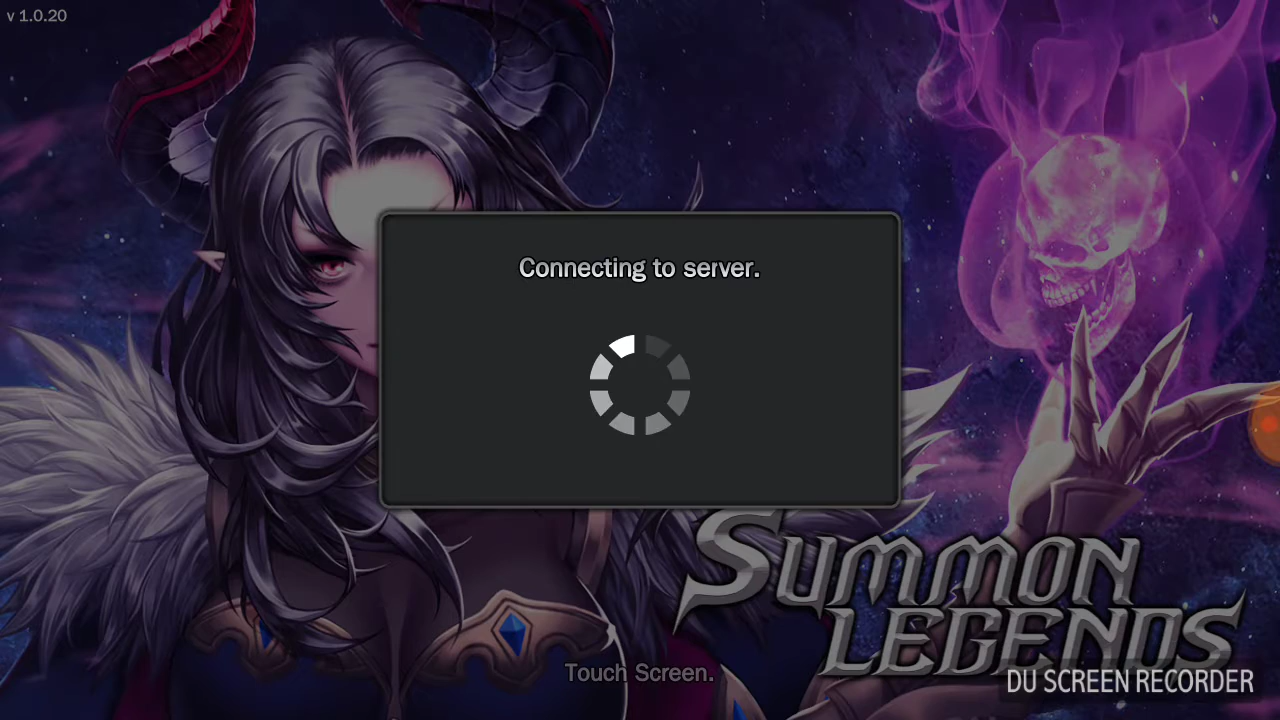 v 1.0.20
Connecting to server.
SUMMON
LEGENDS
Touch Screen.
DU SCREEN RECORDER